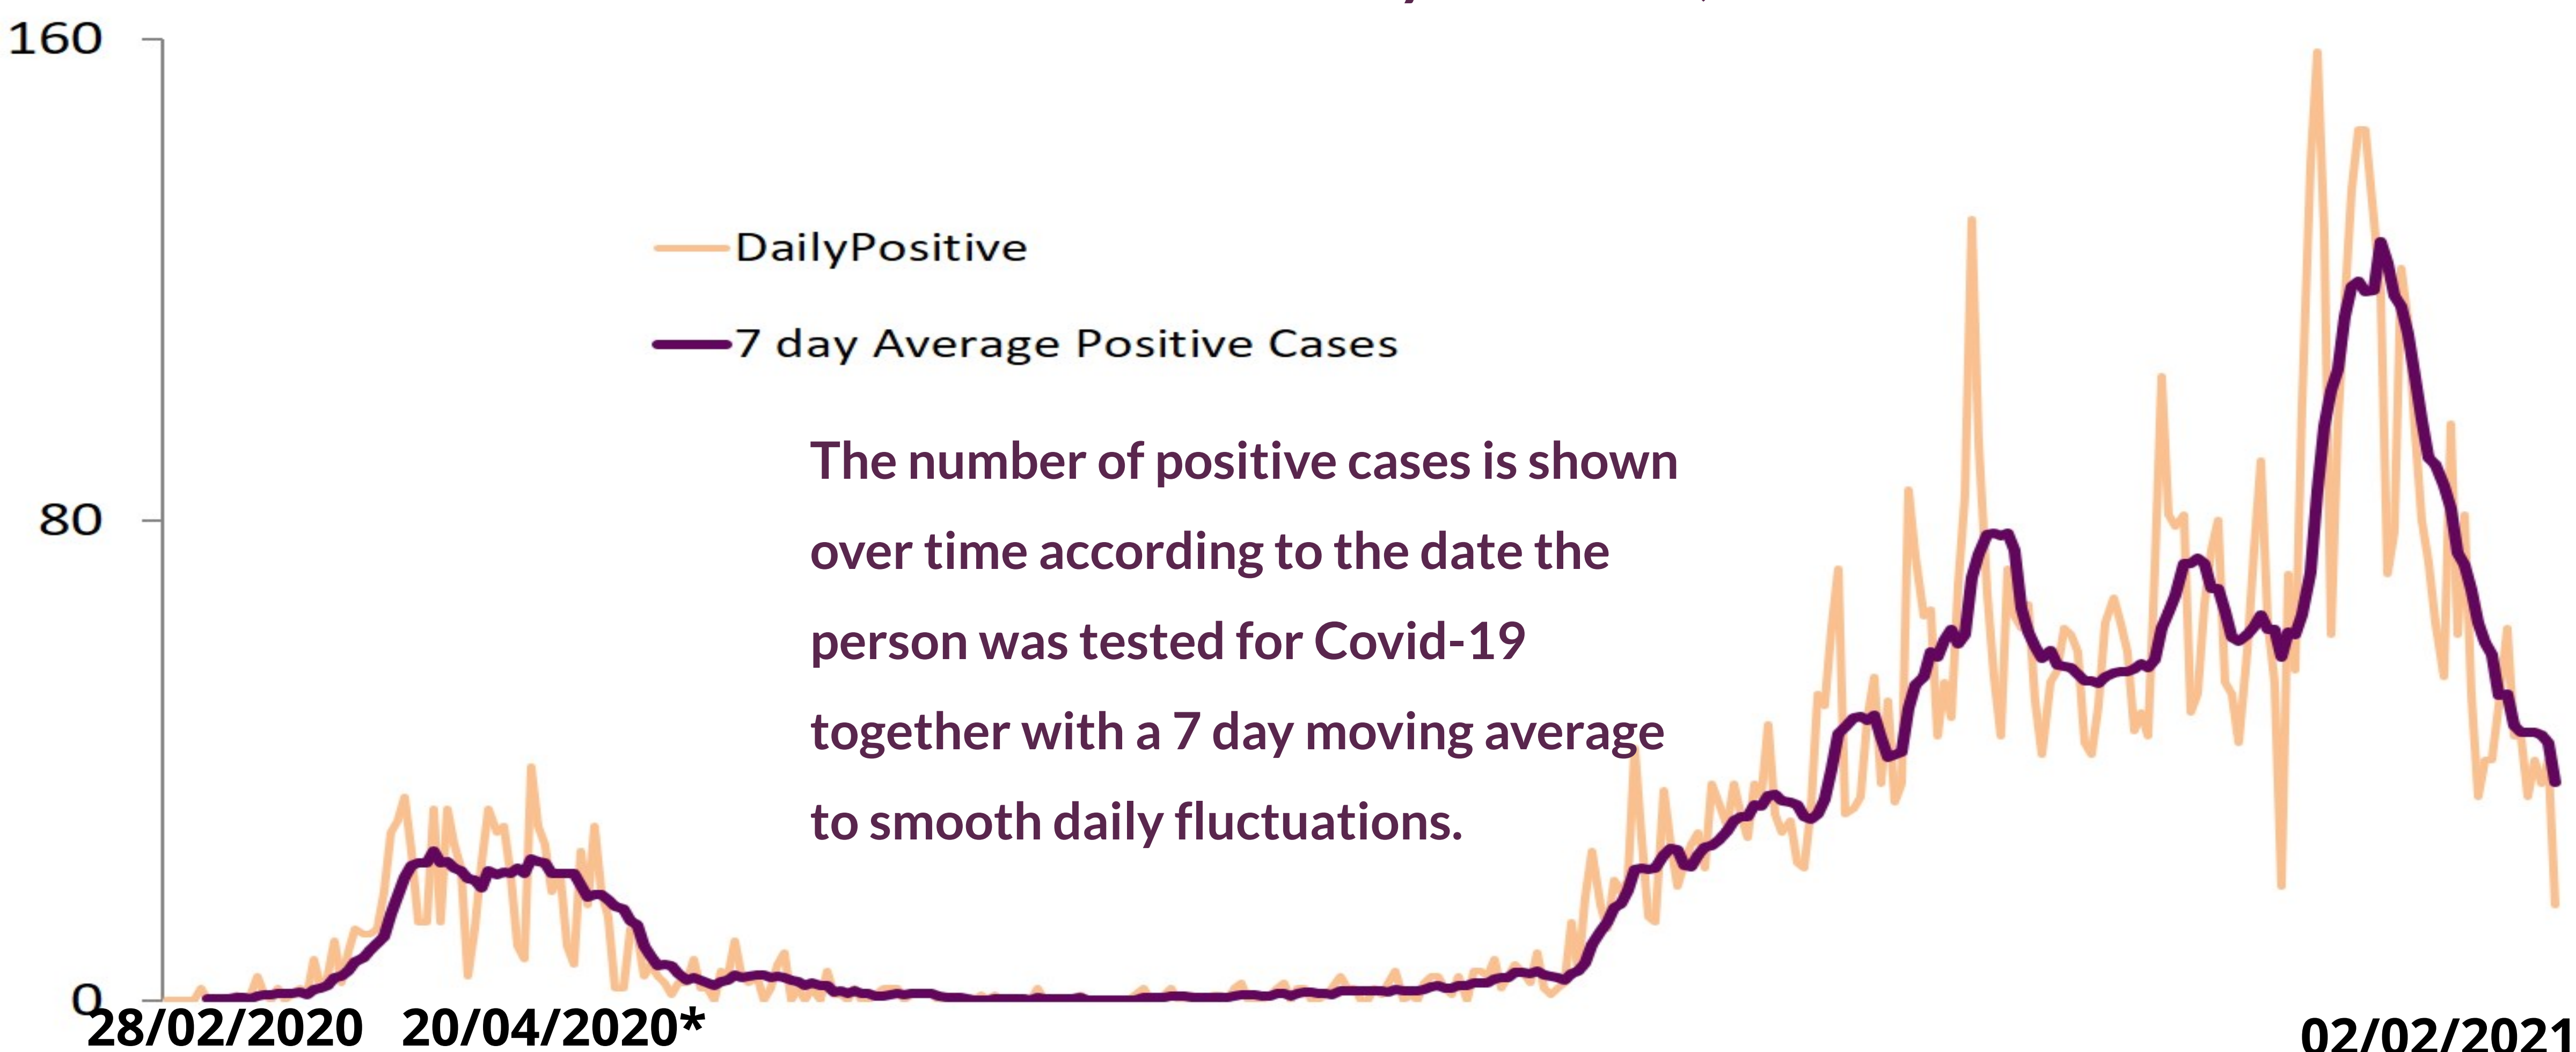 160
DailyPositive
7 day Average Positive Cases
The number of positive cases is shown
80
over time according to the date the
person was tested for Covid-19
together with a 7 day moving average
to smooth daily fluctuations.
0
28/02/2020 20/04/2020* 02/02/2021